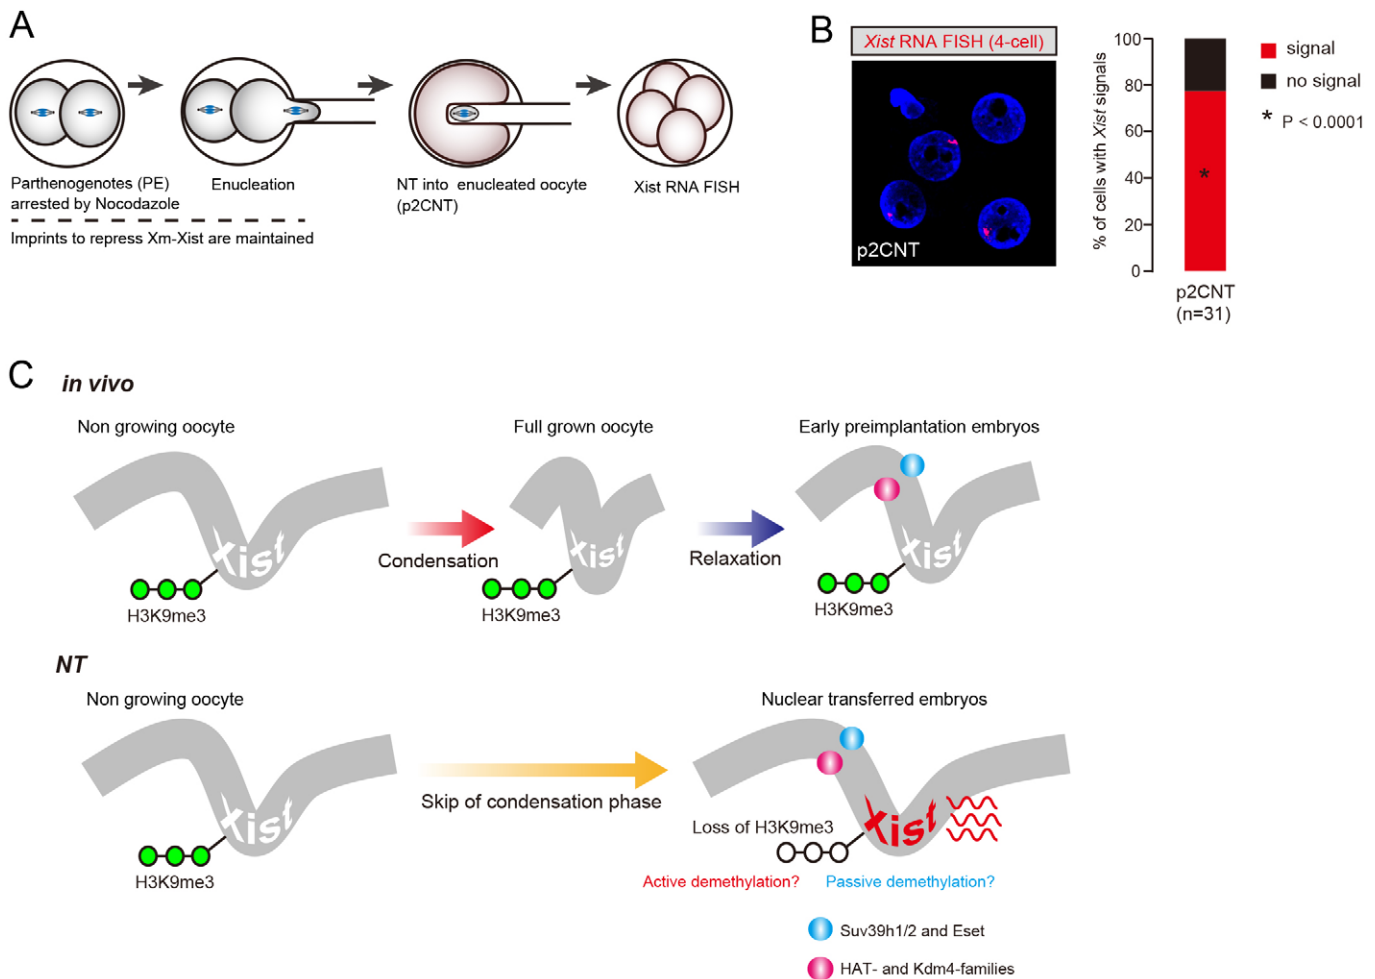 A
Parthenogenotes (PE)
arrested by Nocodazole
Imprints to repress Xm-Xist are maintained
Enucleation
NT into enucleated oocyte
(p2CNT)
Xist RNA FISH
B
Xist RNA FISH (4-cell)
p2CNT
% of cells with Xist signals
100
80
60
40
20
0
*
p2CNT
(n=31)
signal
no signal
* P < 0.0001
C
in vivo
Non growing oocyte
Xist
H3K9me3
Condensation
Full grown oocyte
Xist
H3K9me3
Relaxation
Early preimplantation embryos
Xist
H3K9me3
NT
Non growing oocyte
Xist
H3K9me3
Skip of condensation phase
Nuclear transferred embryos
Xist
Loss of H3K9me3
Active demethylation?
Passive demethylation?
Suv39h1/2 and Eset
HAT- and Kdm4-families